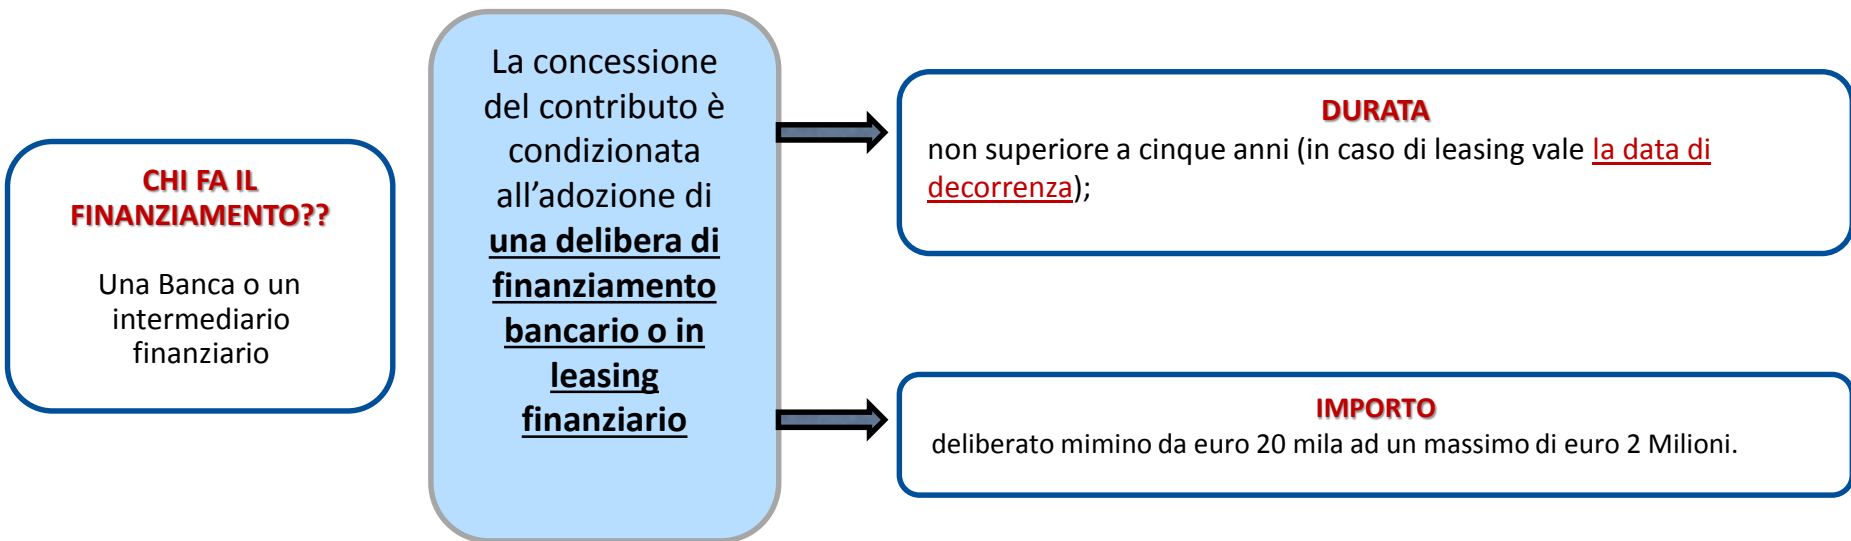 CHI FA IL
FINANZIAMENTO??
Una Banca o un
intermediario
finanziario
La concessione
del contributo è
condizionata
all’adozione di
una delibera di
finanziamento
bancario o in
leasing
finanziario
DURATA
non superiore a cinque anni (in caso di leasing vale la data di
decorrenza);
IMPORTO
deliberato mimino da euro 20 mila ad un massimo di euro 2 Milioni.